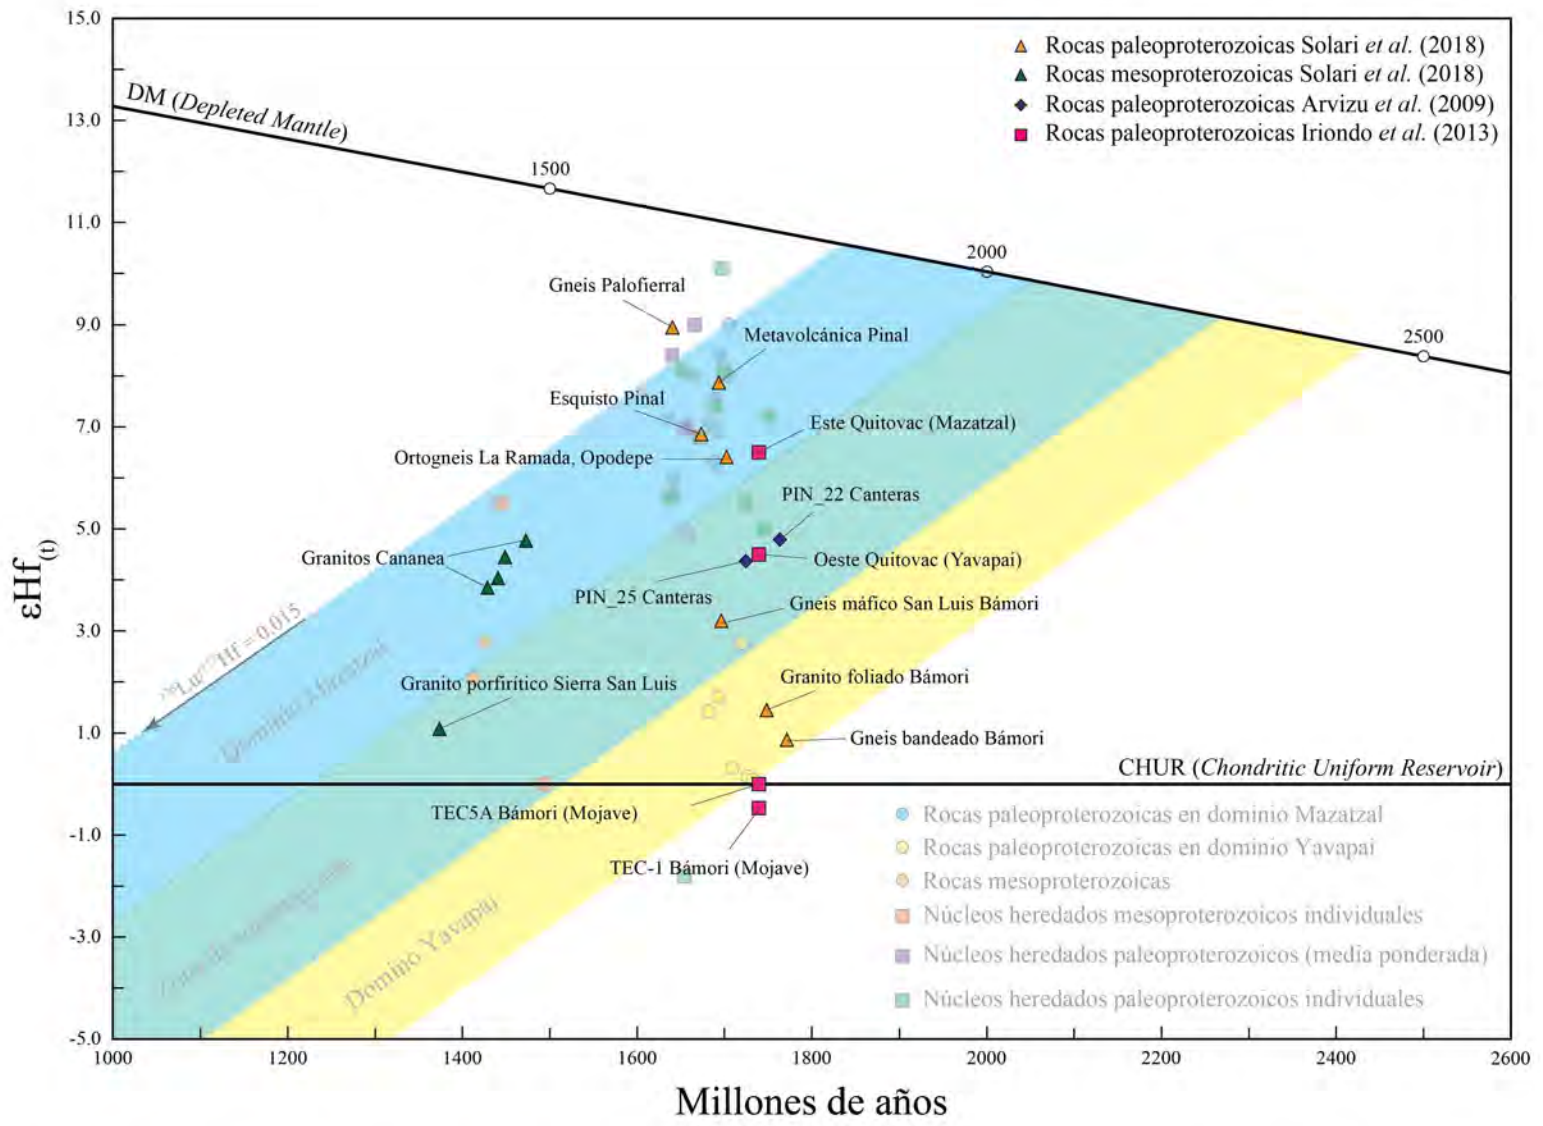 15.0
13.0
11.0
9.0
7.0
5.0
3.0
1.0
-1.0
-3.0
-5.0
εHf(t)
1000
1200
1400
1600
1800
2000
2200
2400
2600
Millones de años
Rocas paleoproterozoicas Solari et al. (2018)
Rocas mesoproterozoicas Solari et al. (2018)
Rocas paleoproterozoicas Arvizu et al. (2009)
Rocas paleoproterozoicas Iriondo et al. (2013)
DM (Depleted Mantle)
1500
2000
2500
Gneis Palofierral
Metavolcánica Pinal
Esquisto Pinal
Este Quitovac (Mazatzal)
Ortogneis La Ramada, Opodepe
PIN_22 Canteras
Granitos Cananea
Oeste Quitovac (Yavapai)
PIN_25 Canteras
Gneis máfico San Luis Bámori
176Lu/177Hf = 0.015
Dominio Mazatzal
Granito porfirítico Sierra San Luis
Granito foliado Bámori
Gneis bandeado Bámori
CHUR (Chondritic Uniform Reservoir)
TEC5A Bámori (Mojave)
TEC-1 Bámori (Mojave)
Domino Yavapai
Rocas paleoproterozoicas en dominio Mazatzal
Rocas paleoproterozoicas en dominio Yavapai
Rocas mesoproterozoicas
Núcleos heredados mesoproterozoicos individuales
Núcleos heredados paleoproterozoicos (media ponderada)
Núcleos heredados paleoproterozoicos individuales